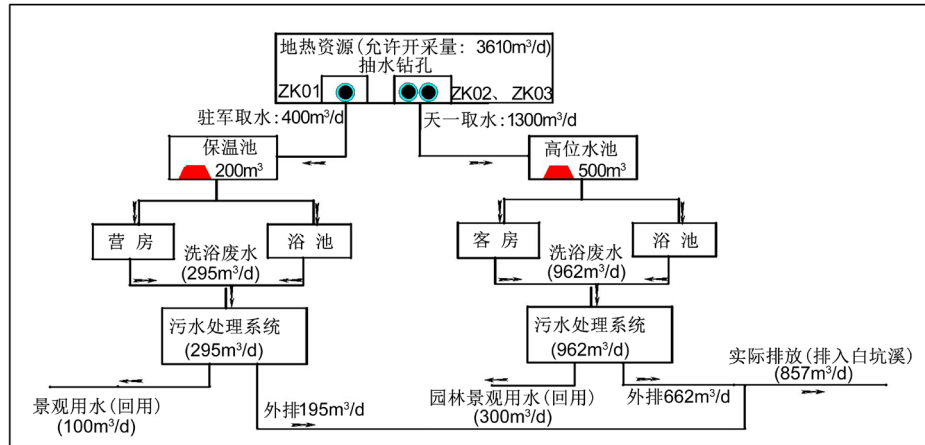 地热资源(允许开采量: 3610m³/d)
抽水钻孔
ZK01
ZK02、ZK03
驻军取水:400m³/d
天一取水:1300m³/d
保温池
200m³
高位水池
500m³
营房
浴池
客房
浴池
洗浴废水
(295m³/d)
洗浴废水
(962m³/d)
污水处理系统
(295m³/d)
污水处理系统
(962m³/d)
实际排放(排入白坑溪)
(857m³/d)
景观用水(回用)
(100m³/d)
外排195m³/d
园林景观用水(回用)
(300m³/d)
外排662m³/d